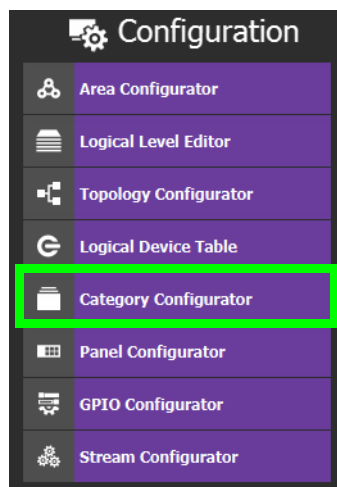 Configuration
Area Configurator
Logical Level Editor
Topology Configurator
Logical Device Table
Category Configurator
Panel Configurator
GPIO Configurator
Stream Configurator